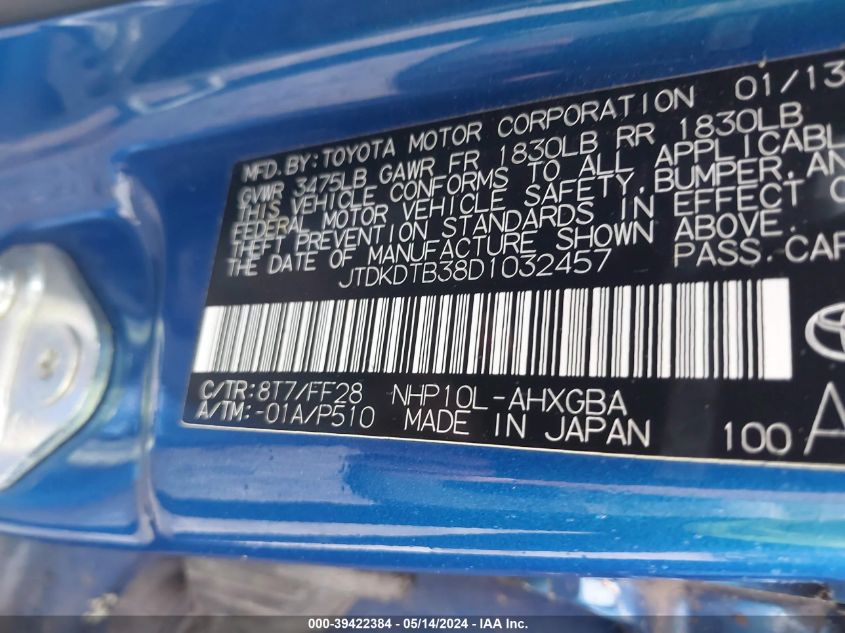 MFD. BY: TOYOTA MOTOR CORPORATION 01/13
GVWR 3475LB GAWR FR 1830LB RR 1830LB
THIS VEHICLE CONFORMS TO ALL APPLICABL
FEDERAL MOTOR VEHICLE SAFETY, BUMPER, AN
THEFT PREVENTION STANDARDS IN EFFECT O
THE DATE OF MANUFACTURE SHOWN ABOVE.
JTDKDTB38D1032457 PASS. CAR
C/TR: 8T7/FF28 NHP10L-AHXGBA
A/TM: -01A/P510 MADE IN JAPAN 100 A
000-39422384 / 05/14/2024 - IAA Inc.